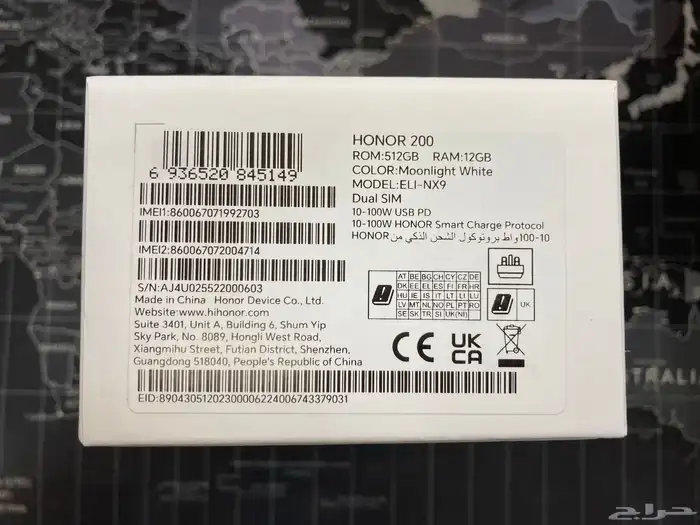 6 936520 845149
IMEI1:860067071992703
IMEI2:860067072004714
S/N:AJ4U025522000603
Made in China Honor Device Co., Ltd.
Website:www.hihonor.com
Suite 3401, Unit A, Building 6, Shum Yip
Sky Park, No. 8089, Hongli West Road,
Xiangmihu Street, Futian District, Shenzhen,
Guangdong 518040, People's Republic of China
EID:89043051202300006224006743379031
HONOR 200
ROM:512GB RAM:12GB
COLOR:Moonlight White
MODEL:ELI-NX9
Dual SIM
10-100W USB PD
10-100W HONOR Smart Charge Protocol
10-100واط بروتوكول الشحن الذكي من HONOR
AT BE BG CH CY CZ DE
DK EE EL ES FI FR HR
HU IE IS IT LT LI LU
LV MT NL NO PL PT RO
SE SK TR SI UK(NI)
UK
CE
UK
CA
TRALI
حراج